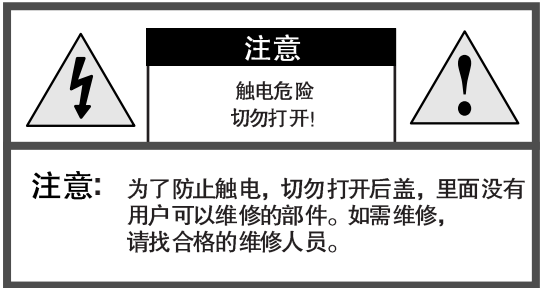 注意
触电危险
切勿打开!
注意: 为了防止触电，切勿打开后盖，里面没有
用户可以维修的部件。如需维修，
请找合格的维修人员。